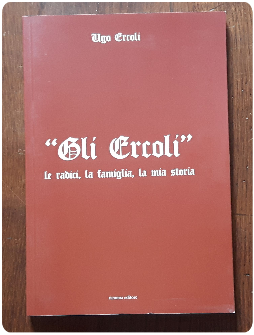 Ugo Ercoli
“Gli Ercoli”
le radici, la famiglia, la mia storia